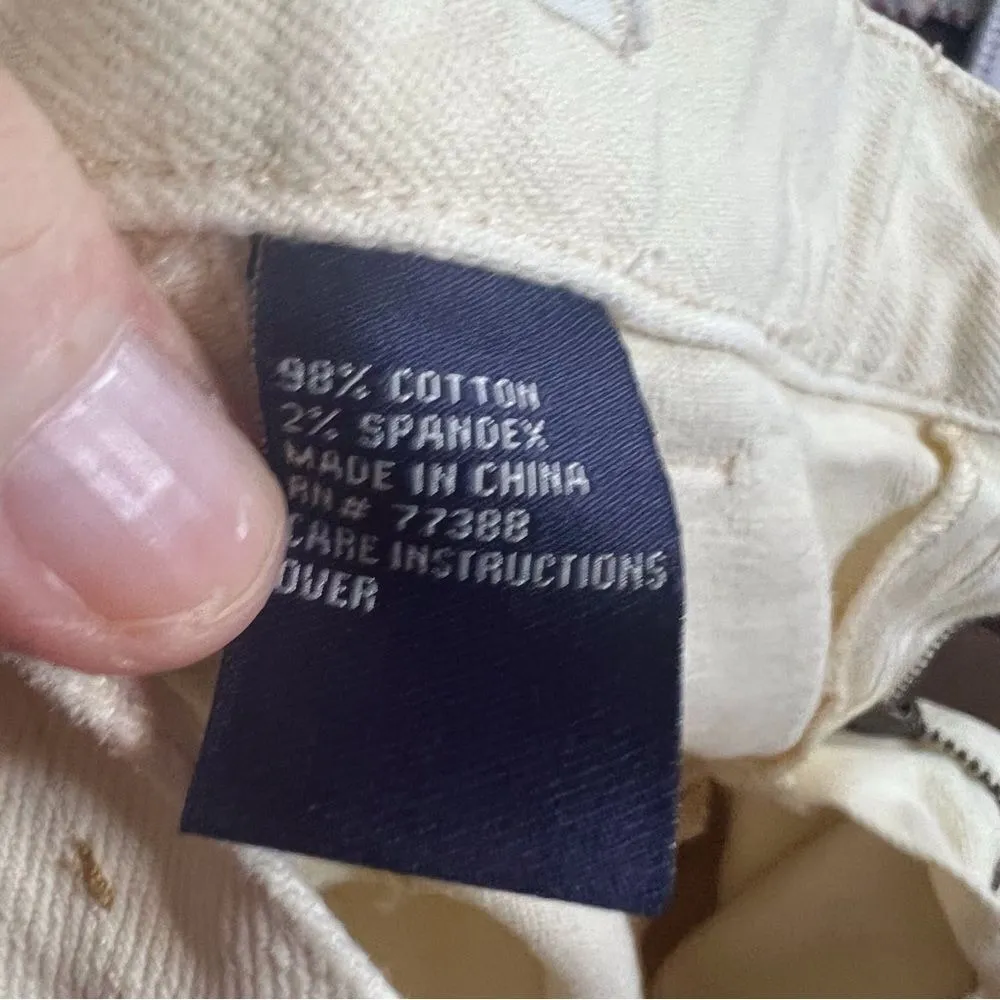 98% COTTON
2% SPANDEX
MADE IN CHINA
RN# 77388
CARE INSTRUCTIONS
OVER